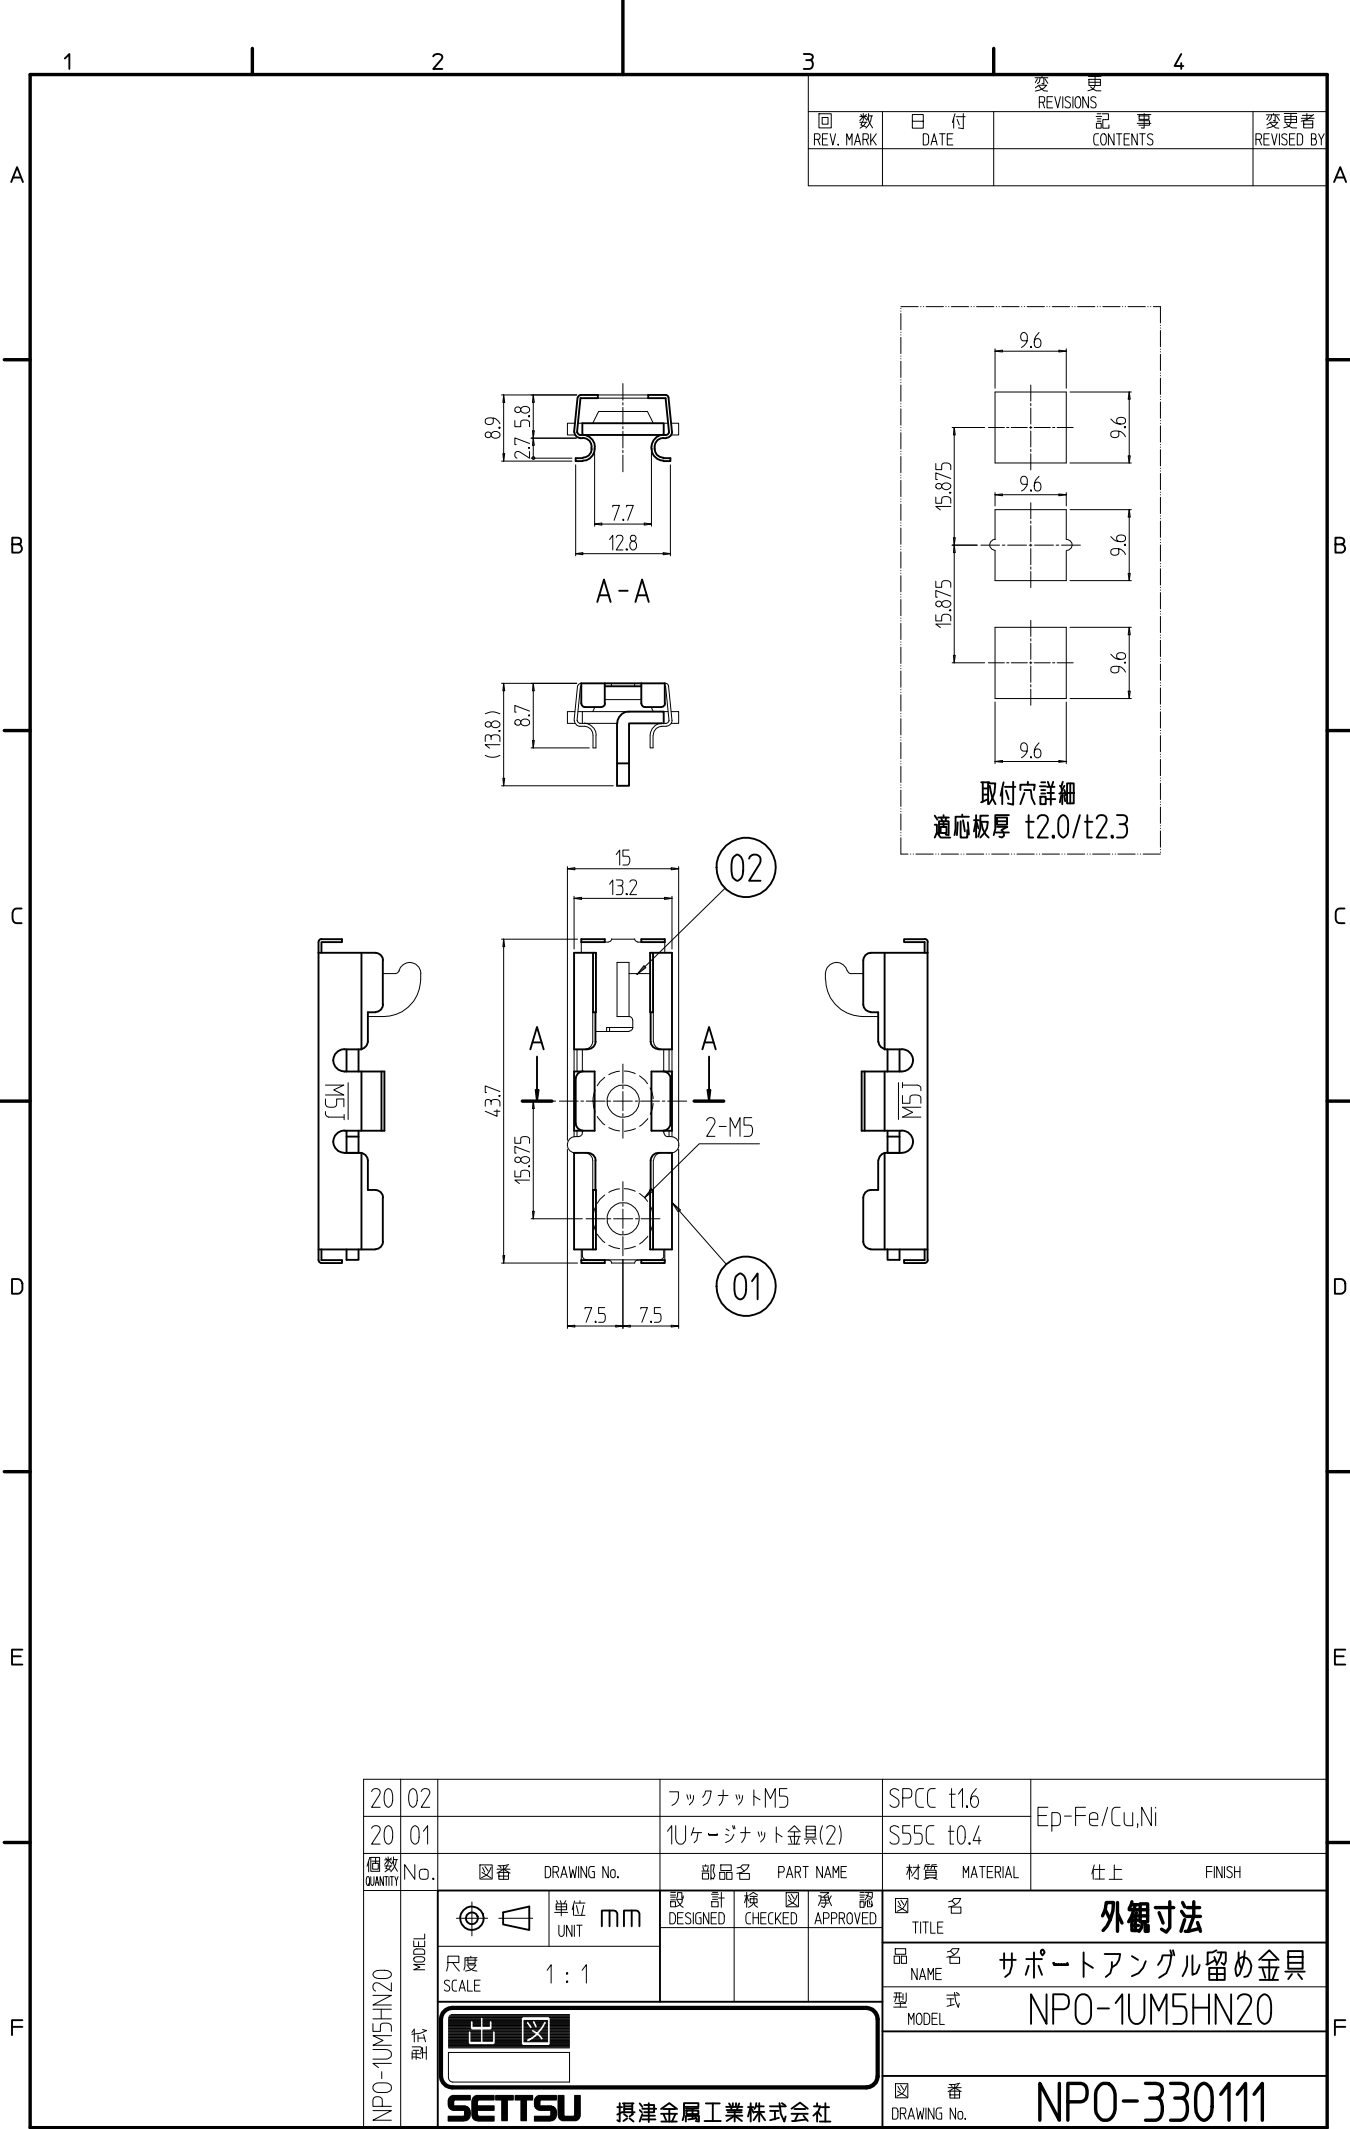 1 2 3 4
変 更
REVISIONS
回 数 日 付 記 事 変更者
REV. MARK DATE CONTENTS REVISED BY
A A
9.6
9.6
15.875
9.6
9.6
15.875
9.6
9.6
取付穴詳細
適応板厚 t2.0/t2.3
8.9
5.8
2.7
7.7
12.8
A-A
B B
(13.8)
8.7
15
13.2
02
C C
A A
43.7
15.875
2-M5
M5J
M5J
01
7.5 7.5
D D
E E
20 02 フックナットM5 SPCC t1.6 Ep-Fe/Cu,Ni
20 01 1Uケージナット金具(2) S55C t0.4
個数 QUANTITY No. 図番 DRAWING No. 部品名 PART NAME 材質 MATERIAL 仕上 FINISH
NPO-1UM5HN20
MODEL 型式
単位 UNIT mm
尺度 SCALE 1 : 1
設 計 DESIGNED
検 図 CHECKED
承 認 APPROVED
図 名 TITLE 外観寸法
品 名 NAME サポートアングル留め金具
型 式 MODEL NPO-1UM5HN20
出 図
SETTSU 摂津金属工業株式会社
図 番 DRAWING No. NPO-330111
F F